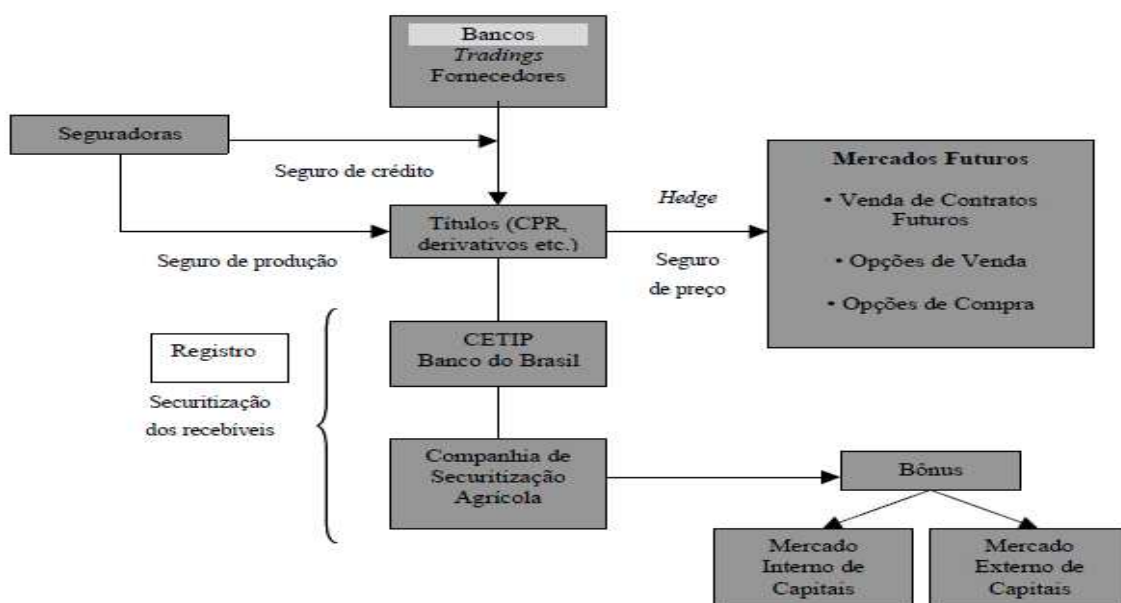 Bancos
Tradings
Fornecedores
Seguradoras
Seguro de crédito
Mercados Futuros
• Venda de Contratos
Futuros
• Opções de Venda
• Opções de Compra
Hedge
Títulos (CPR,
derivativos etc.)
Seguro de produção
Seguro
de preço
CETIP
Banco do Brasil
Registro
Securitização
dos recebíveis
Companhia de
Securitização
Agrícola
Bônus
Mercado
Interno de
Capitais
Mercado
Externo de
Capitais